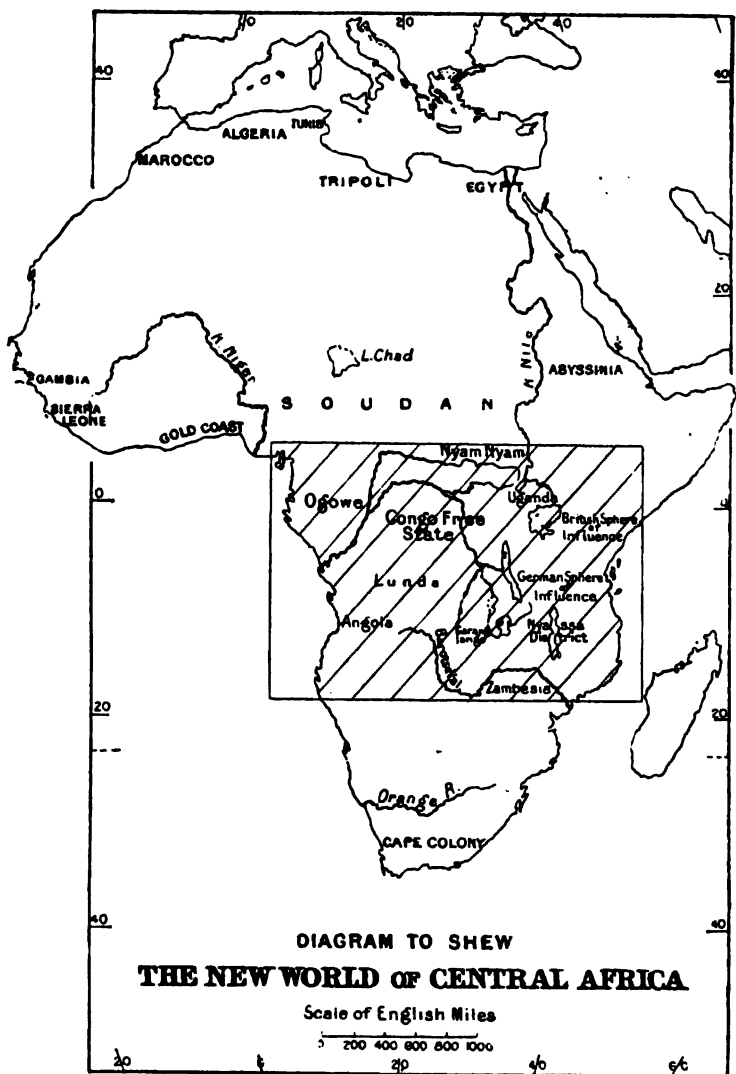 0
20
40
40
40
ALGERIA
TUNIS
MAROCCO
TRIPOLI
EGYPT
20
R. Niger
L. Chad
R. Nile
ABYSSINIA
GAMBIA
SIERRA
LEONE
GOLD COAST
SOUDAN
Nyam Nyam
0
Ogowe
Uganda
Congo Free
State
British Sphere
of
Influence
Lunda
German Sphere
Influence
Angola
Nyassa
District
Zambesia
20
20
Orange R.
CAPE COLONY
40
40
DIAGRAM TO SHEW
THE NEW WORLD OF CENTRAL AFRICA
Scale of English Miles
0 200 400 600 800 1000
20
20